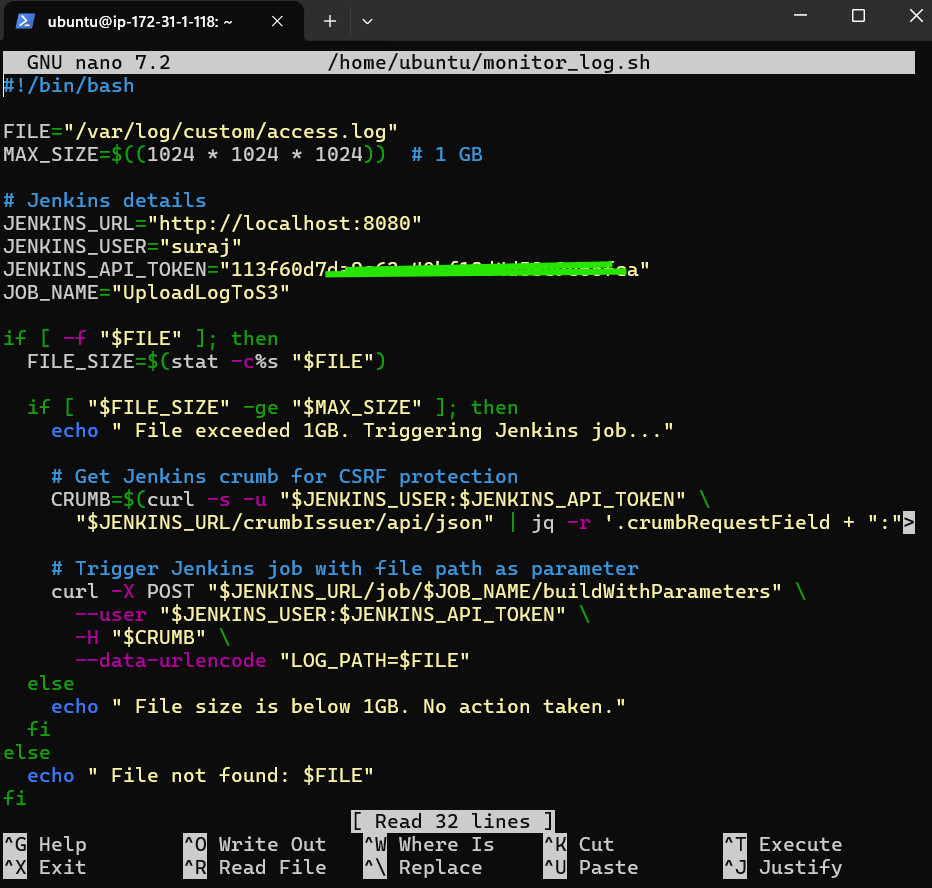 ubuntu@ip-172-31-1-118: ~
GNU nano 7.2 /home/ubuntu/monitor_log.sh
#!/bin/bash
FILE="/var/log/custom/access.log"
MAX_SIZE=$((1024 * 1024 * 1024)) # 1 GB
# Jenkins details
JENKINS_URL="http://localhost:8080"
JENKINS_USER="suraj"
JENKINS_API_TOKEN="
JOB_NAME="UploadLogToS3"
if [ -f "$FILE" ]; then
FILE_SIZE=$(stat -c%s "$FILE")
if [ "$FILE_SIZE" -ge "$MAX_SIZE" ]; then
echo " File exceeded 1GB. Triggering Jenkins job..."
# Get Jenkins crumb for CSRF protection
CRUMB=$(curl -s -u "$JENKINS_USER:$JENKINS_API_TOKEN" \
"$JENKINS_URL/crumbIssuer/api/json" | jq -r '.crumbRequestField + ":">
# Trigger Jenkins job with file path as parameter
curl -X POST "$JENKINS_URL/job/$JOB_NAME/buildWithParameters" \
--user "$JENKINS_USER:$JENKINS_API_TOKEN" \
-H "$CRUMB" \
--data-urlencode "LOG_PATH=$FILE"
else
echo " File size is below 1GB. No action taken."
fi
else
echo " File not found: $FILE"
fi
[ Read 32 lines ]
^G Help ^O Write Out ^W Where Is ^K Cut ^T Execute
^X Exit ^R Read File ^\ Replace ^U Paste ^J Justify